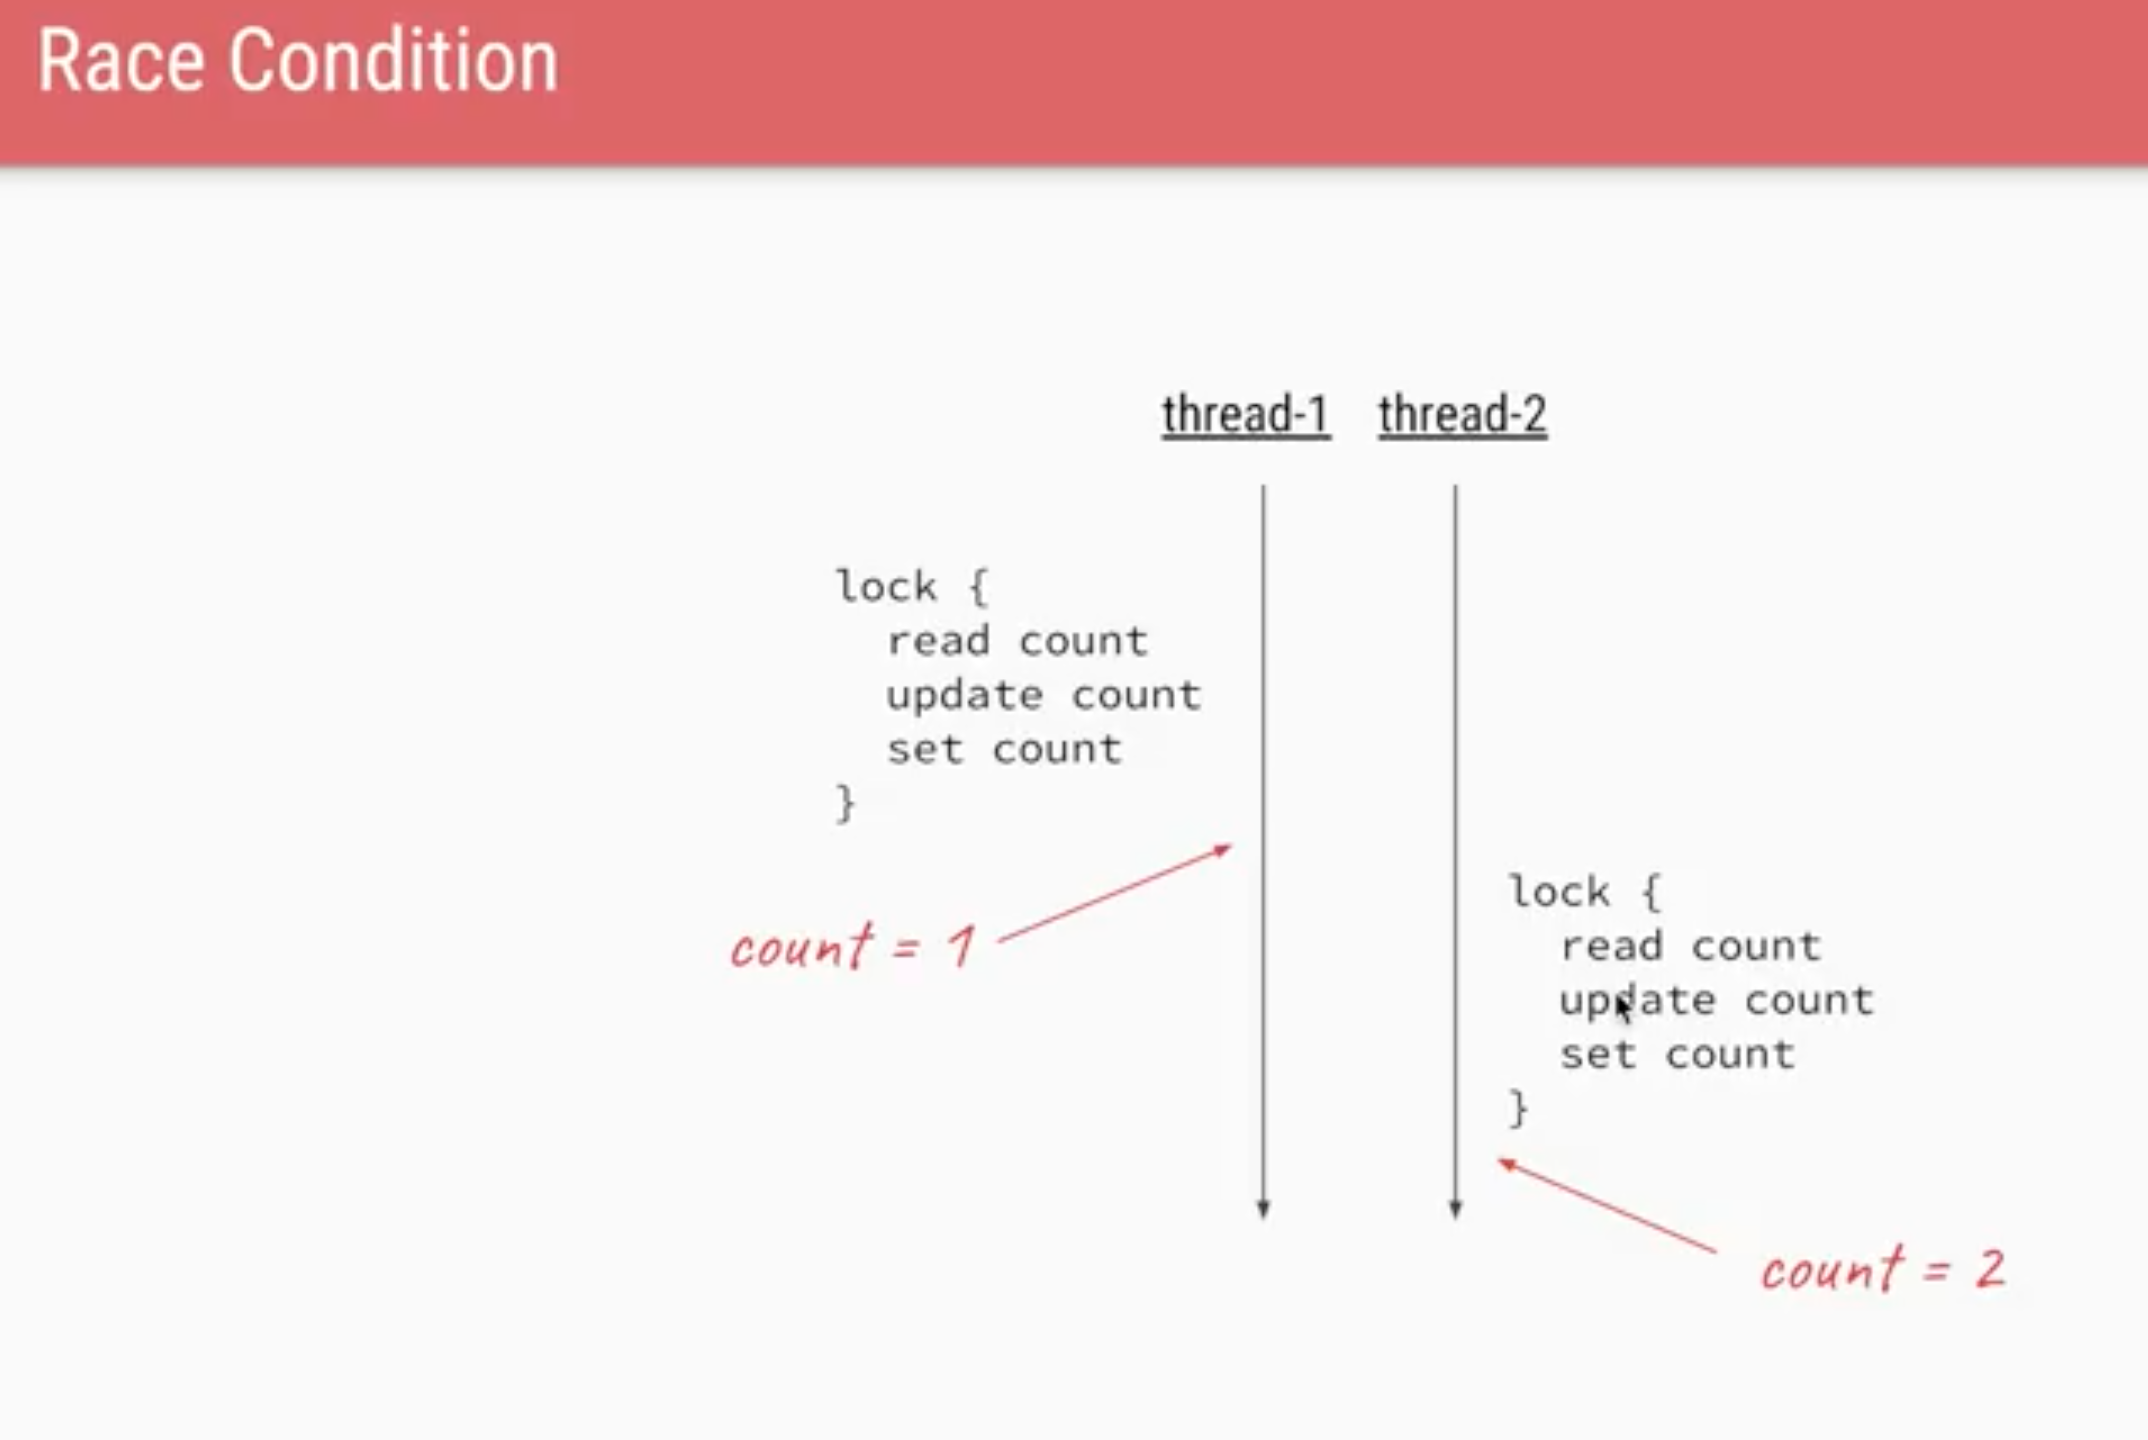 Race Condition
thread-1 thread-2
lock {
read count
update count
set count
}
count = 1
lock {
read count
update count
set count
}
count = 2